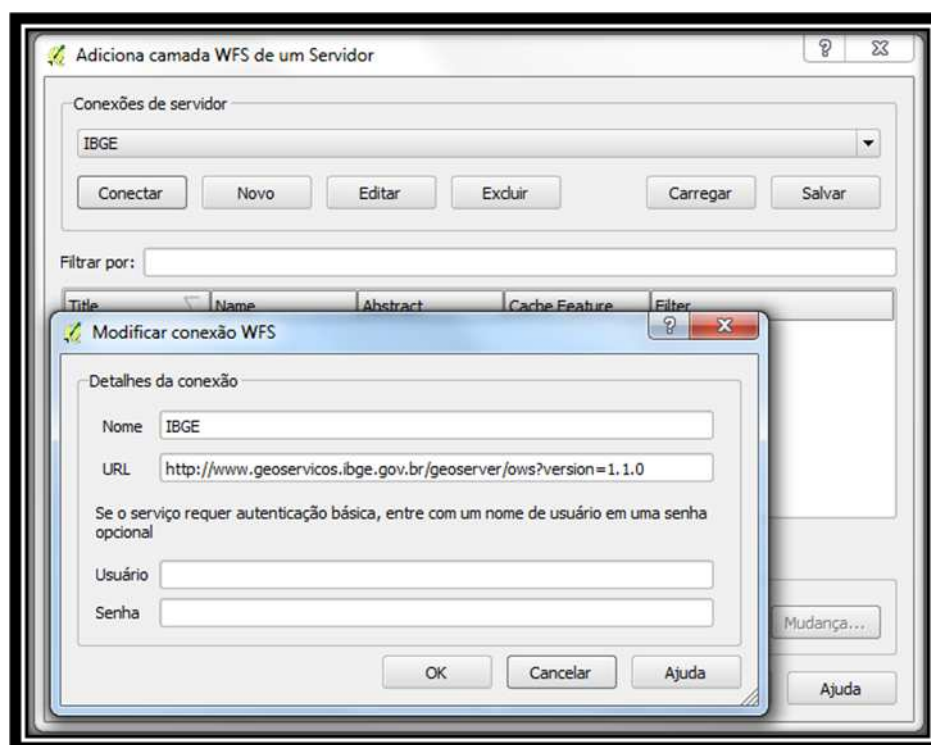 Adiciona camada WFS de um Servidor
Conexões de servidor
IBGE
Conectar Novo Editar Excluir Carregar Salvar
Filtrar por:
Title Name Abstract Cache Feature Filter
Modificar conexão WFS
Detalhes da conexão
Nome IBGE
URL http://www.geoservicos.ibge.gov.br/geoserver/ows?version=1.1.0
Se o serviço requer autenticação básica, entre com um nome de usuário em uma senha
opcional
Usuário
Senha
Mudança...
OK Cancelar Ajuda
Ajuda